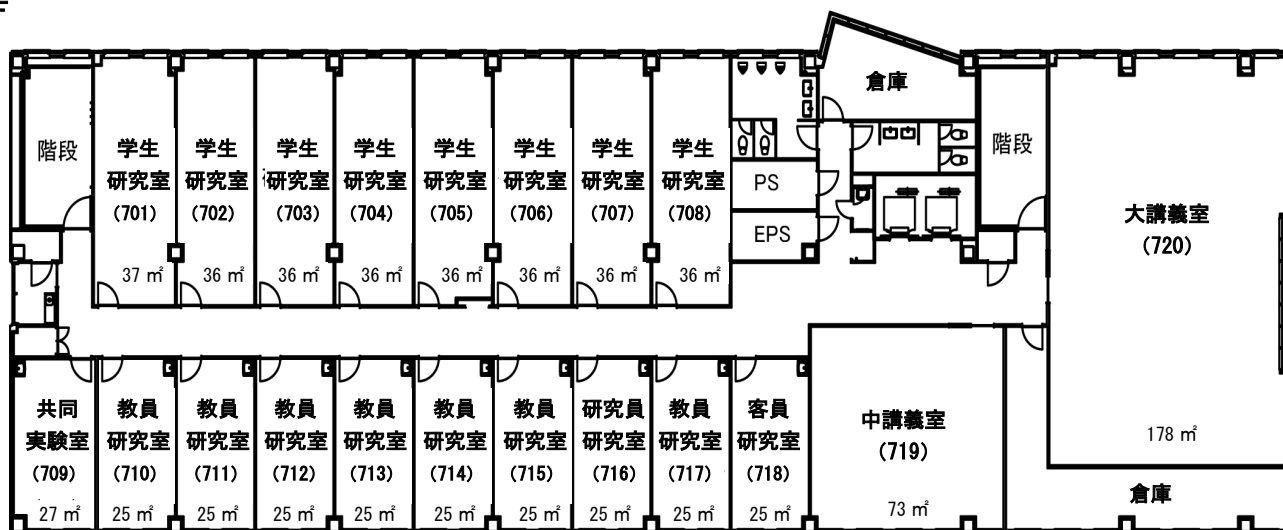 倉庫
階段
学生
研究室
(701)
37 ㎡
学生
研究室
(702)
36 ㎡
学生
研究室
(703)
36 ㎡
学生
研究室
(704)
36 ㎡
学生
研究室
(705)
36 ㎡
学生
研究室
(706)
36 ㎡
学生
研究室
(707)
36 ㎡
学生
研究室
(708)
36 ㎡
PS
EPS
階段
大講義室
(720)
178 ㎡
共同
実験室
(709)
27 ㎡
教員
研究室
(710)
25 ㎡
教員
研究室
(711)
25 ㎡
教員
研究室
(712)
25 ㎡
教員
研究室
(713)
25 ㎡
教員
研究室
(714)
25 ㎡
教員
研究室
(715)
25 ㎡
研究員
研究室
(716)
25 ㎡
教員
研究室
(717)
25 ㎡
客員
研究室
(718)
25 ㎡
中講義室
(719)
73 ㎡
倉庫